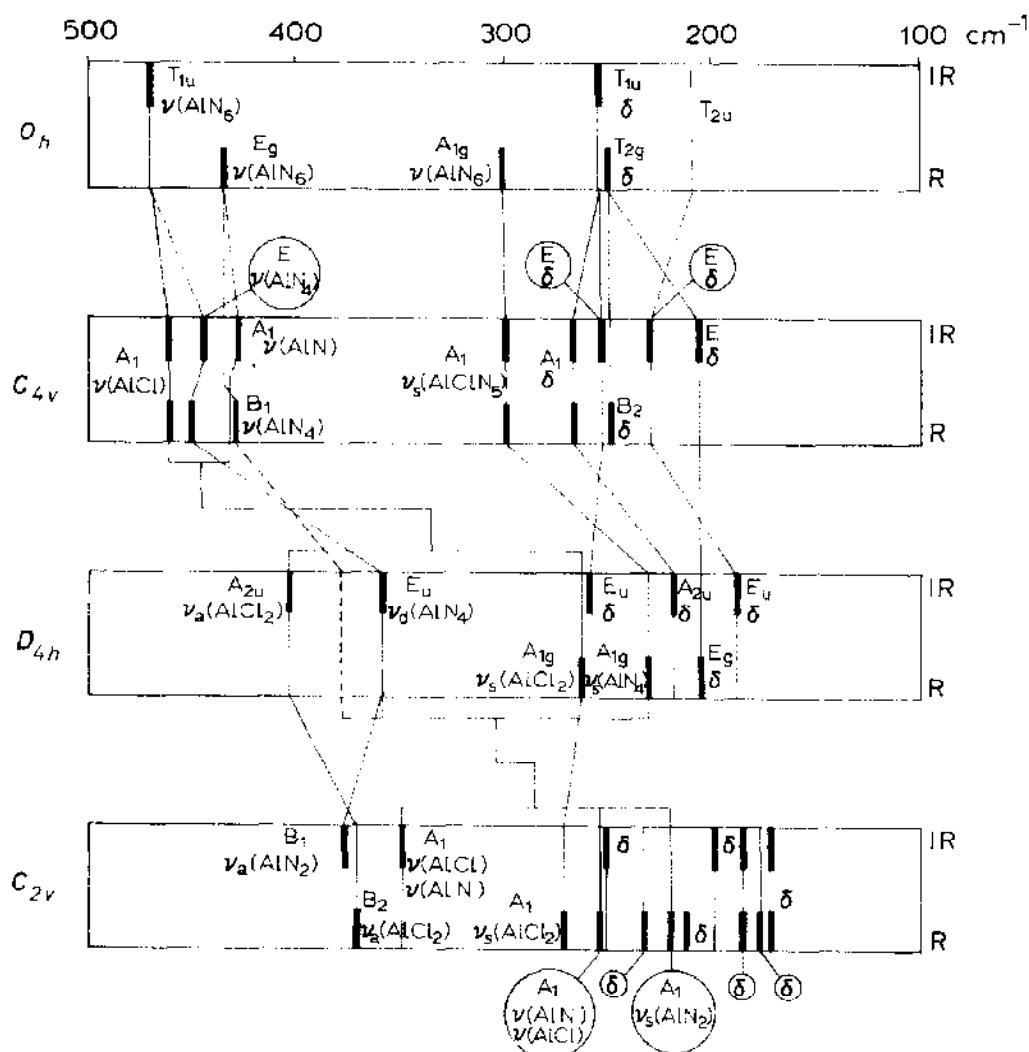 500 400 300 200 100 cm⁻¹
T₁ᵤ T₁ᵤ T₂ᵤ IR
ν(AlN₆) δ
Oₕ
E_g A₁g T₂g
ν(AlN₆) ν(AlN₆) δ R
E E E
ν(AlN₄) δ δ
A₁ IR
ν(AlN) E
A₁ A₁ A₁ δ
ν(AlCl) νₛ(AlClN₅) δ
C₄ᵥ
B₁ B₂
ν(AlN₄) δ R
A₂ᵤ Eᵤ Eᵤ A₂ᵤ Eᵤ IR
νₐ(AlCl₂) ν_d(AlN₄) δ δ δ
D₄ₕ
A₁g A₁g E_g
νₛ(AlCl₂) νₛ(AlN₄) δ R
B₁ A₁ δ δ IR
νₐ(AlN₂) ν(AlCl)
ν(AlN)
C₂ᵥ
B₂ A₁ δ
νₐ(AlCl₂) νₛ(AlCl₂) δ R
δ δ δ
A₁ A₁
ν(AlN) νₛ(AlN₂)
ν(AlCl)